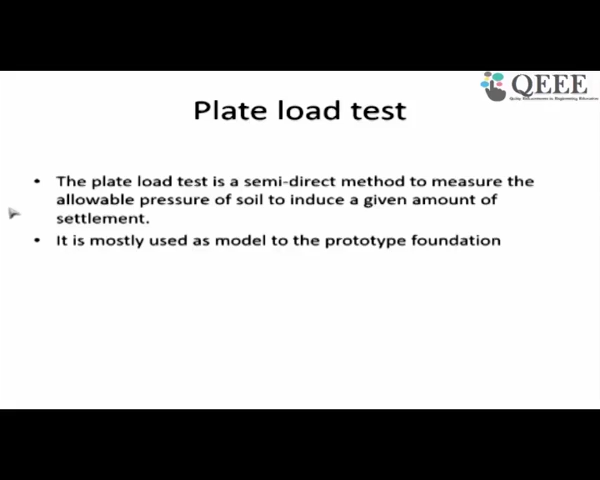 QEEE
Plate load test
• The plate load test is a semi-direct method to measure the
allowable pressure of soil to induce a given amount of
settlement.
• It is mostly used as model to the prototype foundation